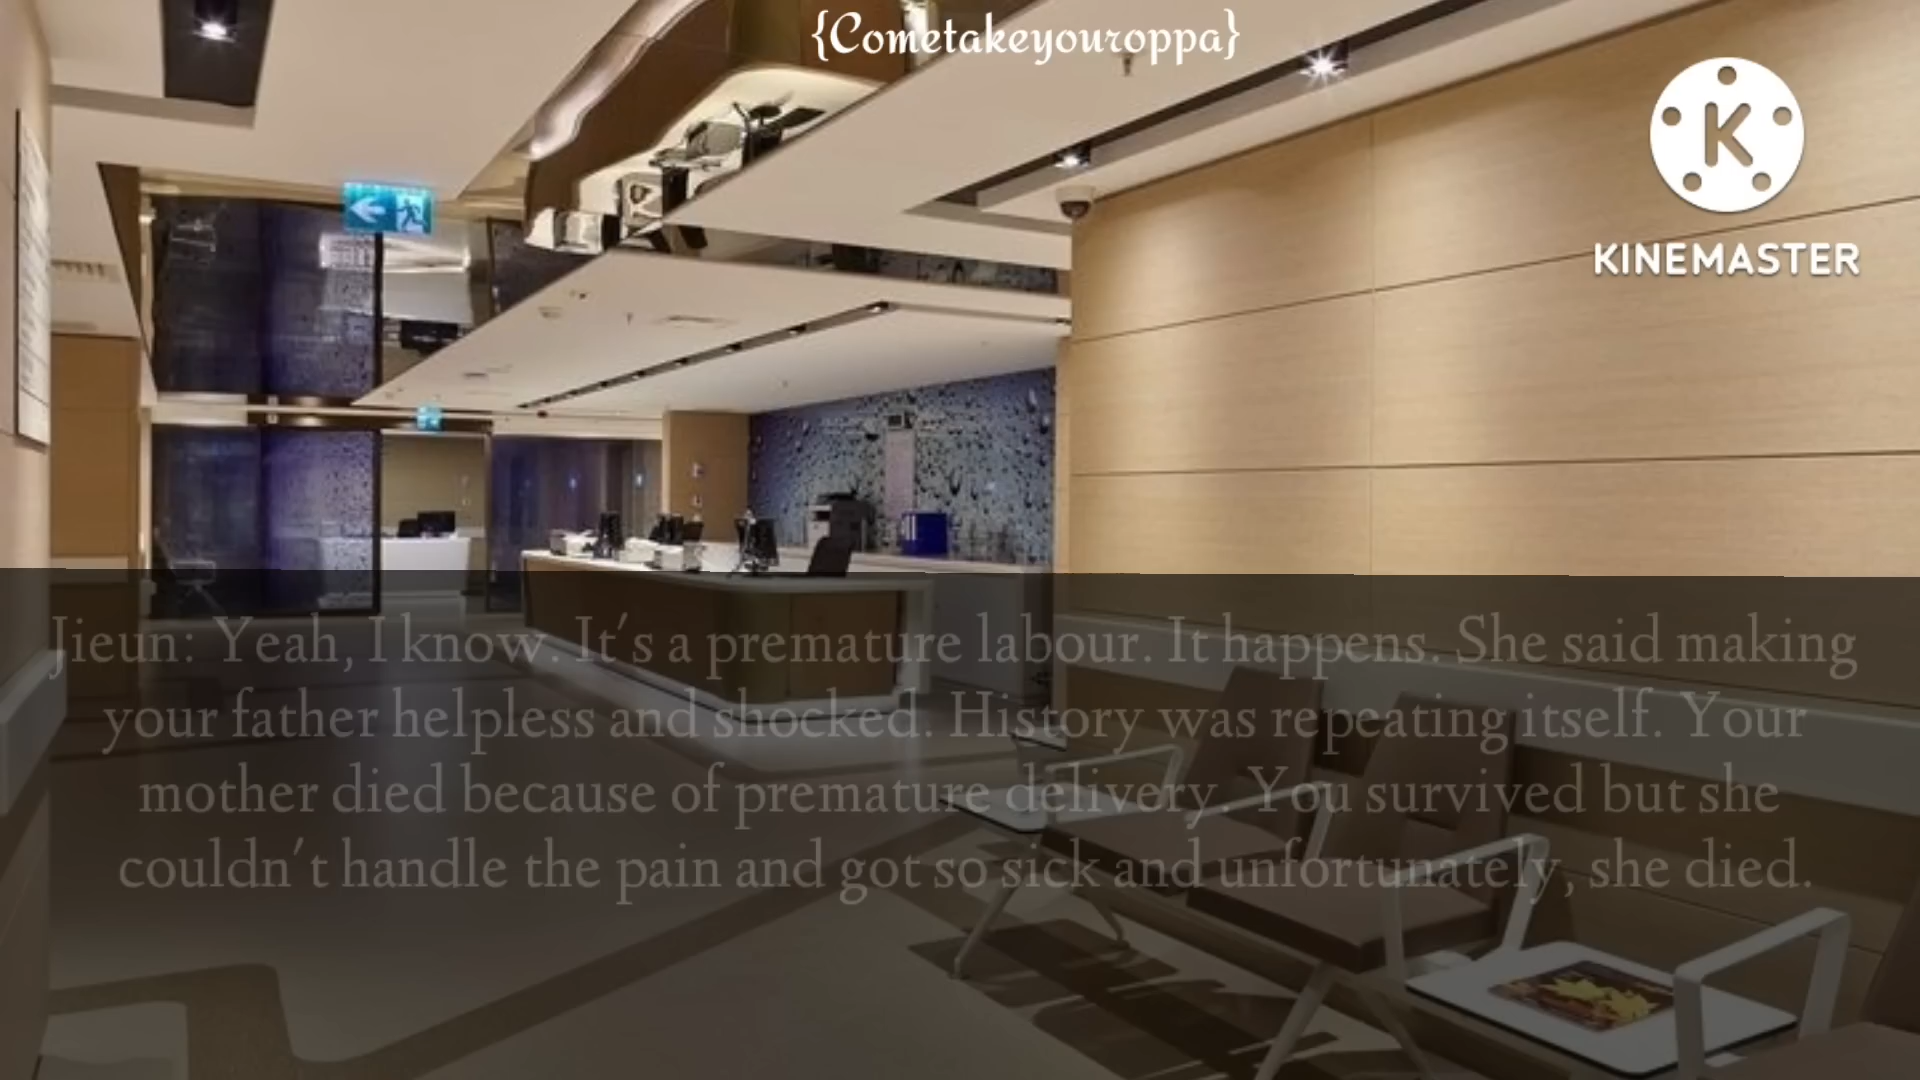 {Cometakeyouroppa}
K
KINEMASTER
Jieun: Yeah, I know. It's a premature labour. It happens. She said making
your father helpless and shocked. History was repeating itself. Your
mother died because of premature delivery. You survived but she
couldn't handle the pain and got so sick and unfortunately, she died.